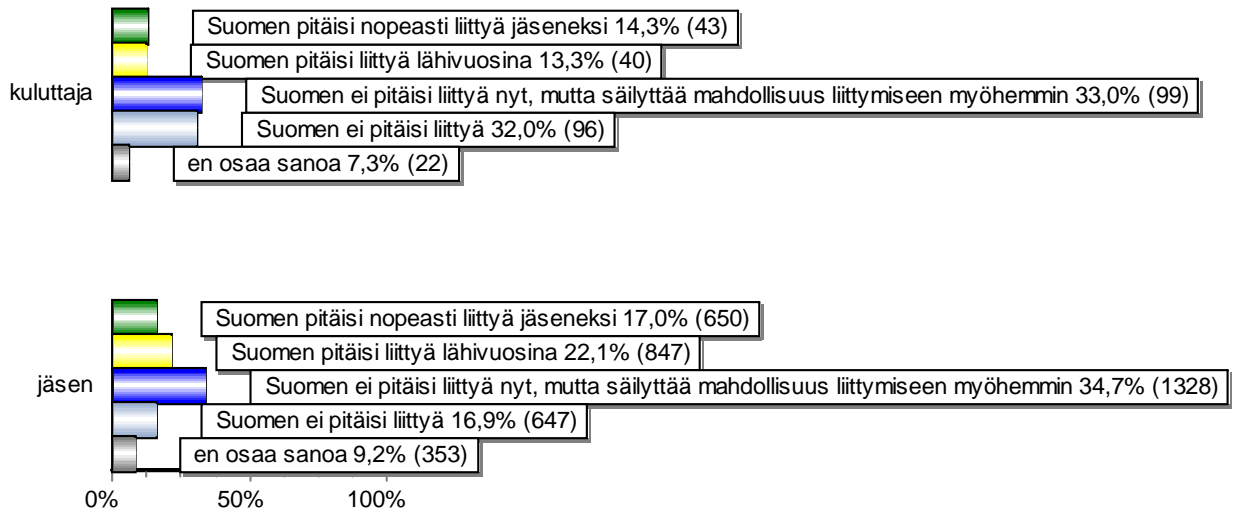 Suomen pitäisi nopeasti liittyä jäseneksi 14,3% (43)
Suomen pitäisi liittyä lähivuosina 13,3% (40)
kuluttaja
Suomen ei pitäisi liittyä nyt, mutta säilyttää mahdollisuus liittymiseen myöhemmin 33,0% (99)
Suomen ei pitäisi liittyä 32,0% (96)
en osaa sanoa 7,3% (22)
Suomen pitäisi nopeasti liittyä jäseneksi 17,0% (650)
Suomen pitäisi liittyä lähivuosina 22,1% (847)
jäsen
Suomen ei pitäisi liittyä nyt, mutta säilyttää mahdollisuus liittymiseen myöhemmin 34,7% (1328)
Suomen ei pitäisi liittyä 16,9% (647)
en osaa sanoa 9,2% (353)
0% 50% 100%